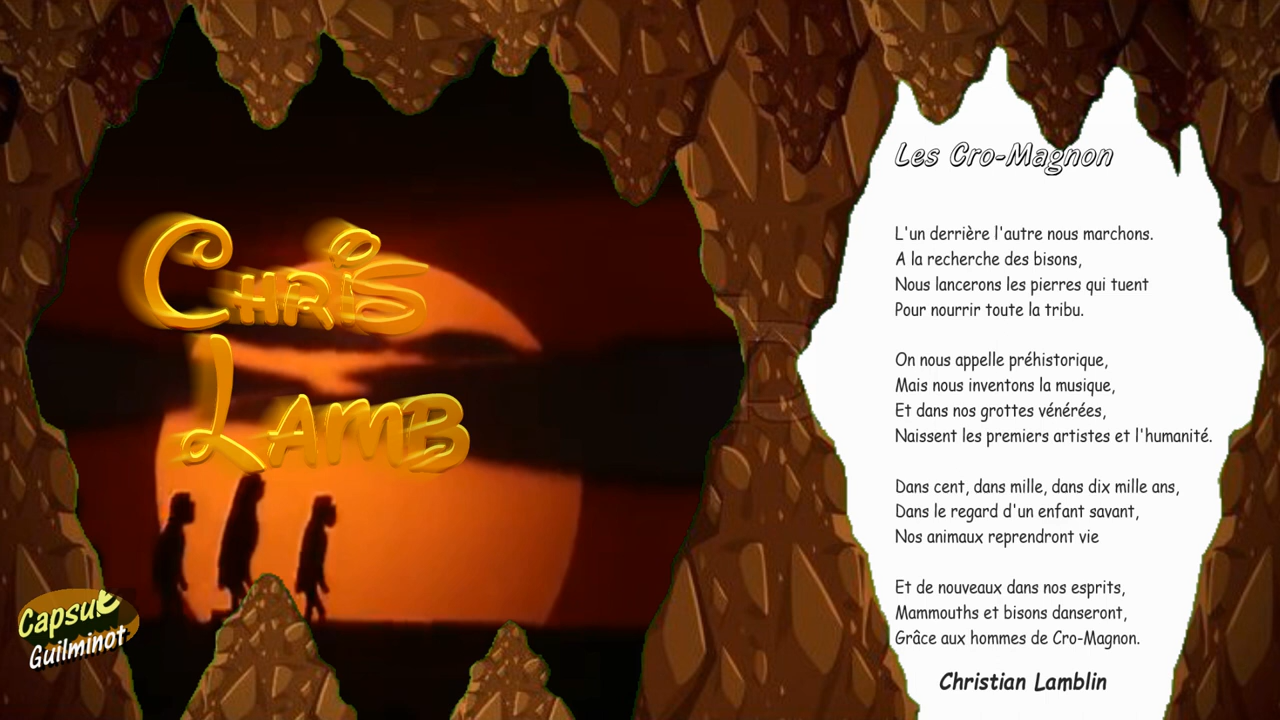 Chris
Lamb
Capsule
Guilminot
Les Cro-Magnon
L'un derrière l'autre nous marchons.
A la recherche des bisons,
Nous lancerons les pierres qui tuent
Pour nourrir toute la tribu.
On nous appelle préhistorique,
Mais nous inventons la musique,
Et dans nos grottes vénérées,
Naissent les premiers artistes et l'humanité.
Dans cent, dans mille, dans dix mille ans,
Dans le regard d'un enfant savant,
Nos animaux reprendront vie
Et de nouveaux dans nos esprits,
Mammouths et bisons danseront,
Grâce aux hommes de Cro-Magnon.
Christian Lamblin